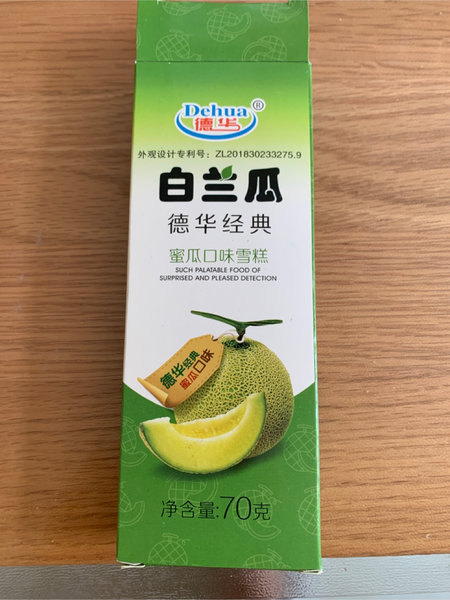 Dehua®
德华
外观设计专利号：ZL201830233275.9
白兰瓜
德华经典
蜜瓜口味雪糕
SUCH PALATABLE FOOD OF
SURPRISED AND PLEASED DETECTION
德华经典
蜜瓜口味
净含量:70克